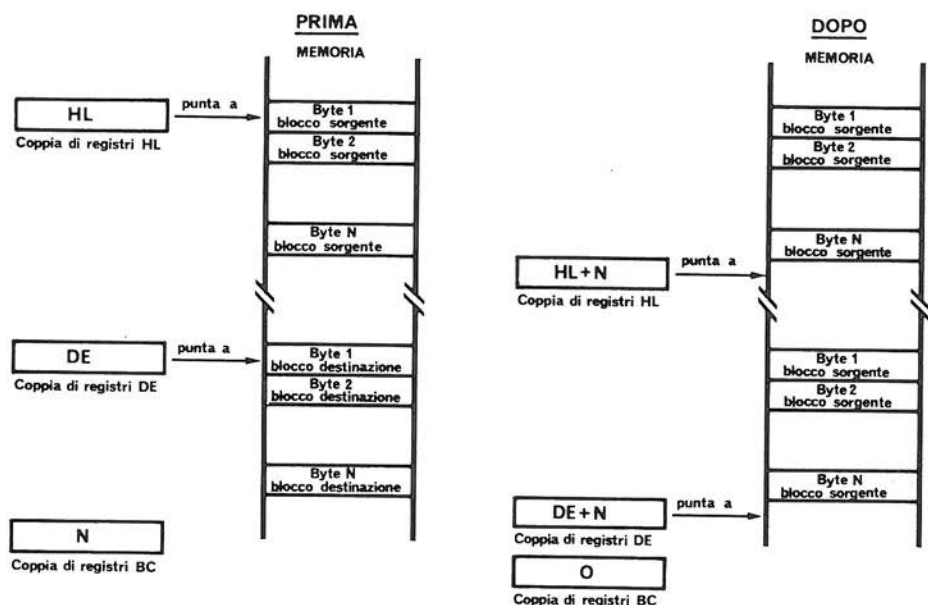 PRIMA
MEMORIA
HL
punta a
Coppia di registri HL
Byte 1
blocco sorgente
Byte 2
blocco sorgente
Byte N
blocco sorgente
DE
punta a
Coppia di registri DE
Byte 1
blocco destinazione
Byte 2
blocco destinazione
Byte N
blocco destinazione
N
Coppia di registri BC
DOPO
MEMORIA
Byte 1
blocco sorgente
Byte 2
blocco sorgente
Byte N
blocco sorgente
HL+N
punta a
Coppia di registri HL
Byte 1
blocco sorgente
Byte 2
blocco sorgente
Byte N
blocco sorgente
DE+N
punta a
Coppia di registri DE
O
Coppia di registri BC